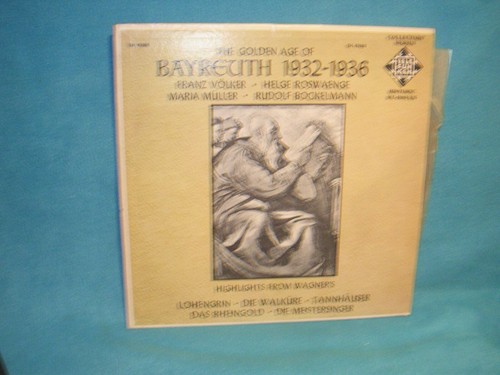 THE GOLDEN AGE OF
BAYREUTH 1932-1936
FRANZ VÖLKER - HELGE ROSWAENGE
MARIA MÜLLER - RUDOLF BOCKELMANN
HIGHLIGHTS FROM WAGNER'S
LOHENGRIN - DIE WALKÜRE - TANNHÄUSER
DAS RHEINGOLD - DIE MEISTERSINGER